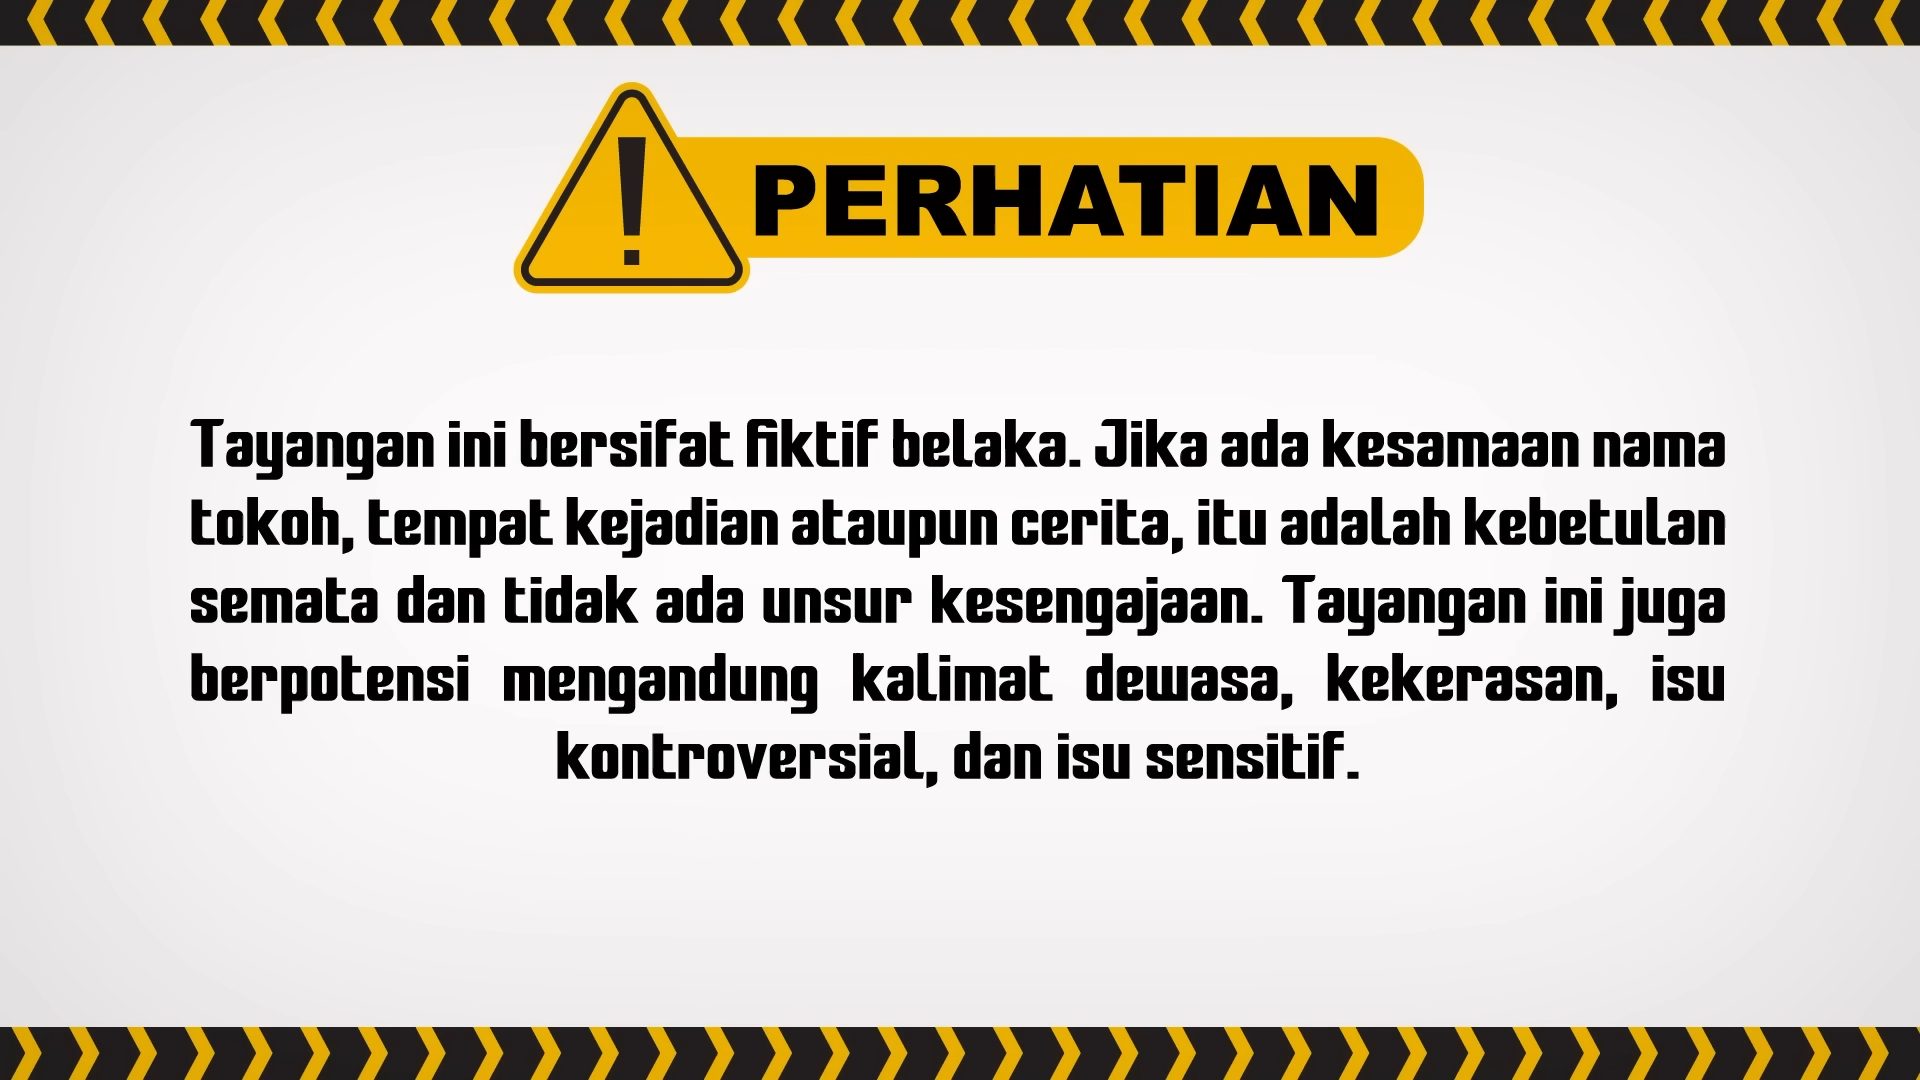 !
PERHATIAN
Tayangan ini bersifat fiktif belaka. Jika ada kesamaan nama
tokoh, tempat kejadian ataupun cerita, itu adalah kebetulan
semata dan tidak ada unsur kesengajaan. Tayangan ini juga
berpotensi mengandung kalimat dewasa, kekerasan, isu
kontroversial, dan isu sensitif.